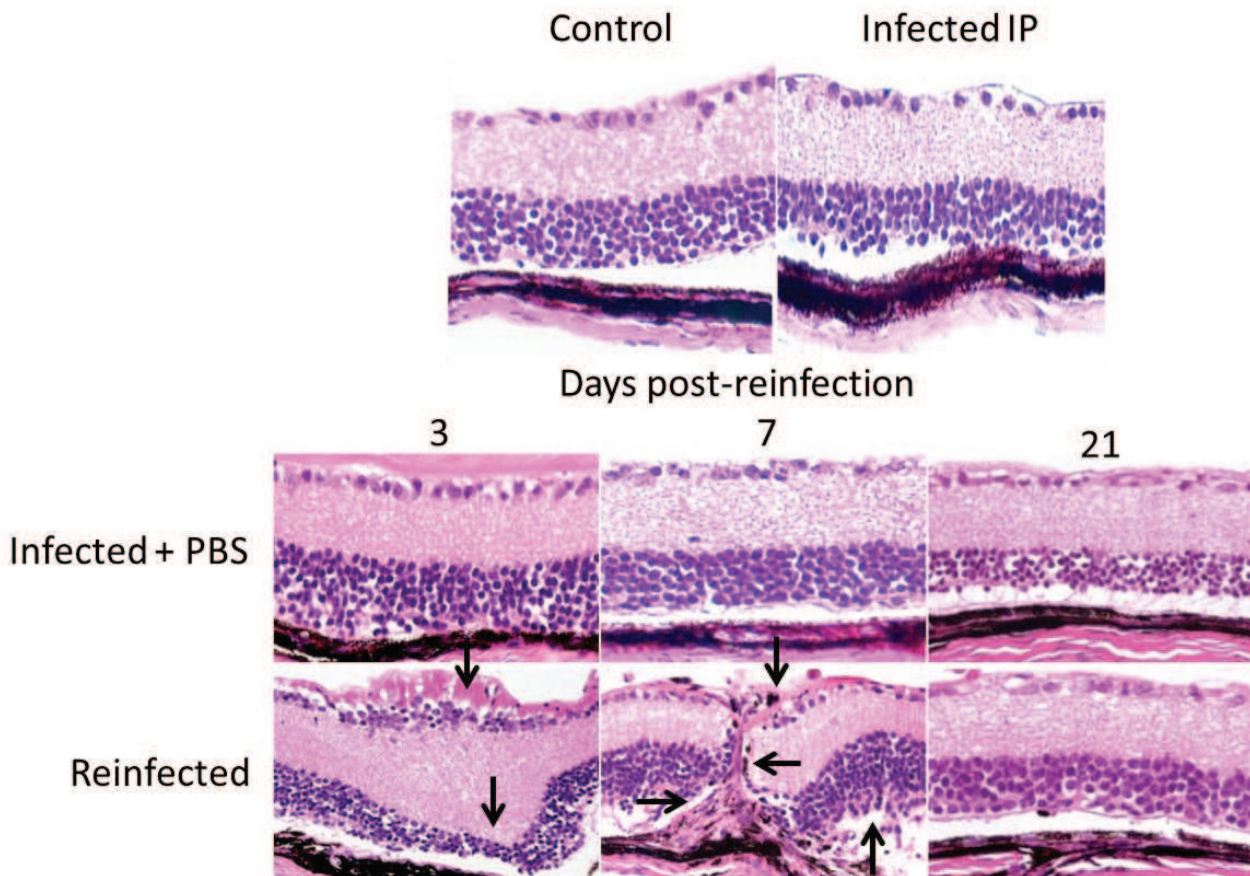 Control Infected IP
Days post-reinfection
3 7 21
Infected + PBS
Reinfected